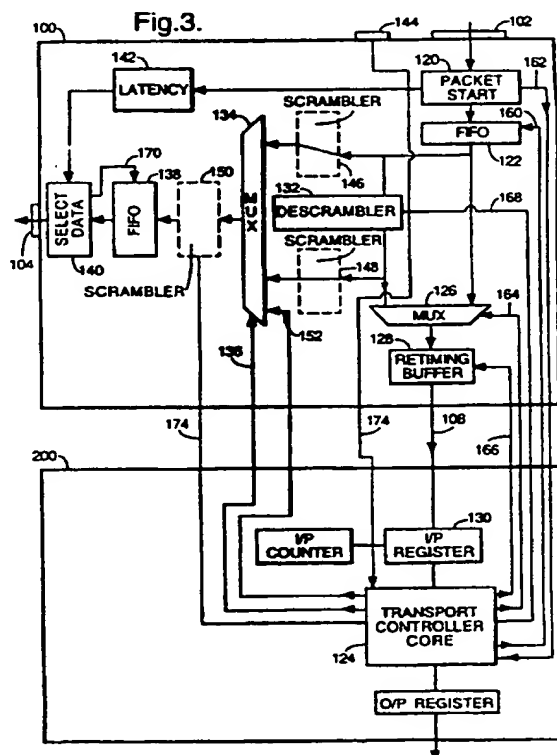 Fig.3.
100
144
102
142
LATENCY
120
PACKET
START
162
134
SCRAMBLER
160
FIFO
122
170
138
150
146
132
168
SELECT
DATA
FIFO
MUX
DESCRAMBLER
104
140
SCRAMBLER
SCRAMBLER
148
126
164
152
MUX
136
128
RETIMING
BUFFER
174
174
108
166
200
130
I/P
COUNTER
I/P
REGISTER
TRANSPORT
CONTROLLER
CORE
124
O/P REGISTER